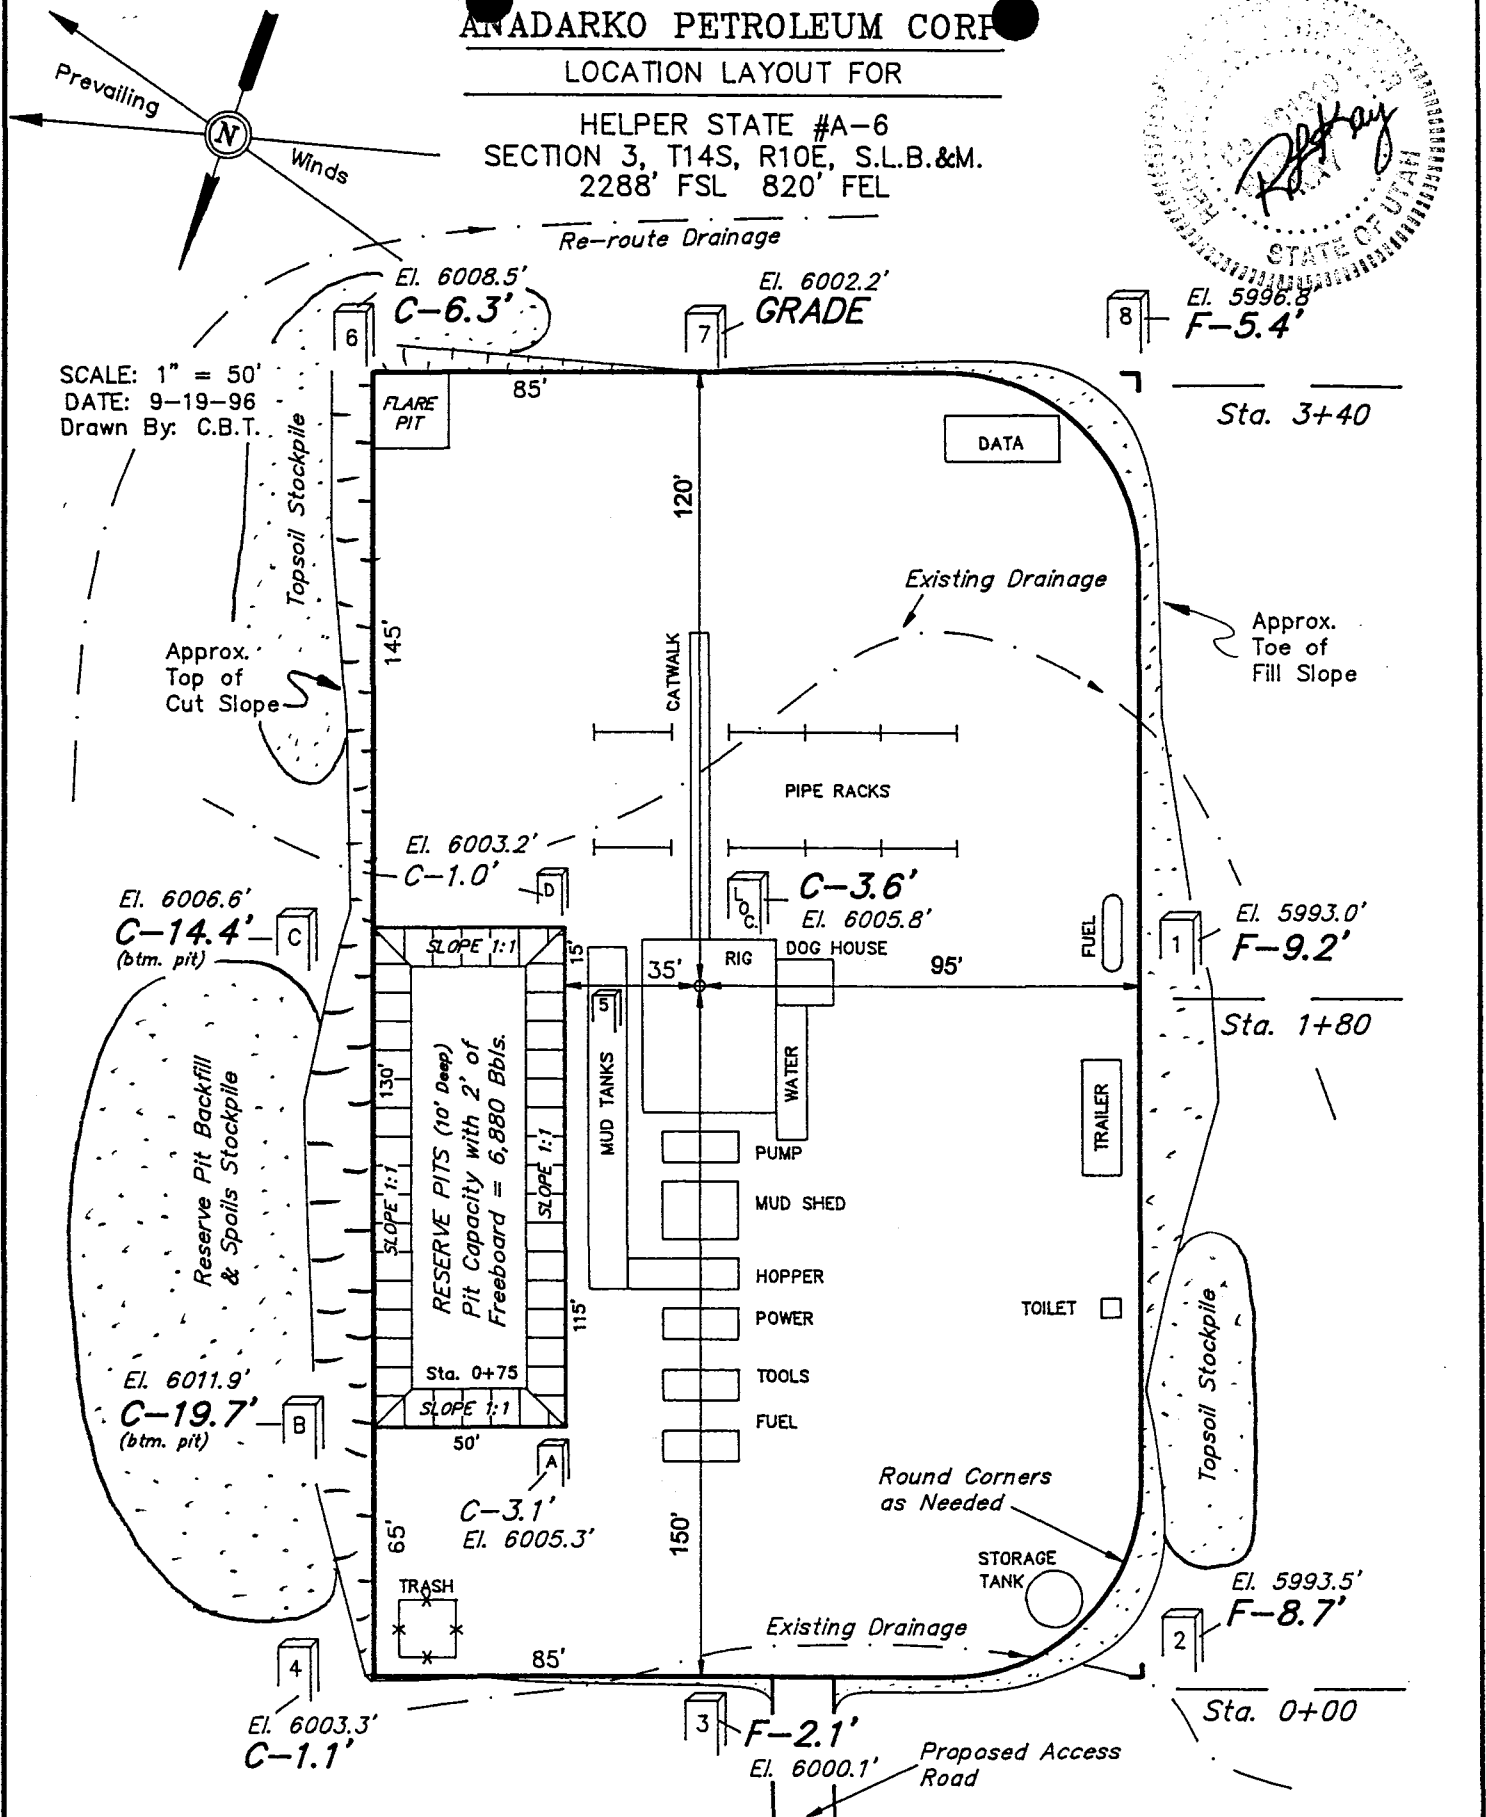 ANADARKO PETROLEUM CORP
LOCATION LAYOUT FOR
HELPER STATE #A-6
SECTION 3, T14S, R10E, S.L.B.&M.
2288' FSL 820' FEL
Prevailing
N
Winds
STATE OF UTAH
Re-route Drainage
El. 6008.5'
C-6.3'
6
El. 6002.2'
GRADE
7
El. 5996.8'
F-5.4'
8
SCALE: 1" = 50'
DATE: 9-19-96
Drawn By: C.B.T.
85'
FLARE
PIT
DATA
Sta. 3+40
Topsoil Stockpile
120'
Existing Drainage
145'
CATWALK
Approx.
Top of
Cut Slope
Approx.
Toe of
Fill Slope
PIPE RACKS
El. 6003.2'
C-1.0'
D
LOC.
C-3.6'
El. 6005.8'
El. 6006.6'
C-14.4'
(btm. pit)
C
SLOPE 1:1
15'
35'
RIG
DOG HOUSE
95'
FUEL
1
El. 5993.0'
F-9.2'
5
Sta. 1+80
Reserve Pit Backfill
& Spoils Stockpile
130'
SLOPE 1:1
RESERVE PITS (10' Deep)
Pit Capacity with 2' of
Freeboard = 6,880 Bbls.
SLOPE 1:1
MUD TANKS
WATER
TRAILER
PUMP
MUD SHED
HOPPER
POWER
TOOLS
FUEL
115'
TOILET
Topsoil Stockpile
Sta. 0+75
SLOPE 1:1
El. 6011.9'
C-19.7'
(btm. pit)
B
50'
A
C-3.1'
El. 6005.3'
65'
150'
Round Corners
as Needed
STORAGE
TANK
TRASH
Existing Drainage
El. 5993.5'
F-8.7'
2
85'
4
El. 6003.3'
C-1.1'
3
F-2.1'
El. 6000.1'
Sta. 0+00
Proposed Access
Road